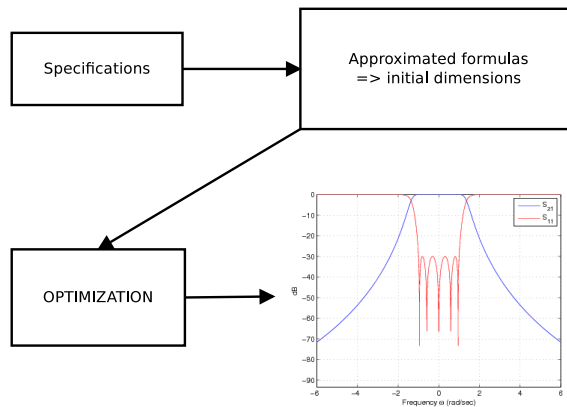 Specifications
Approximated formulas
=> initial dimensions
OPTIMIZATION
S21
S11
dB
0
−10
−20
−30
−40
−50
−60
−70
−80
−90
−6
−4
−2
0
2
4
6
Frequency ω (rad/sec)